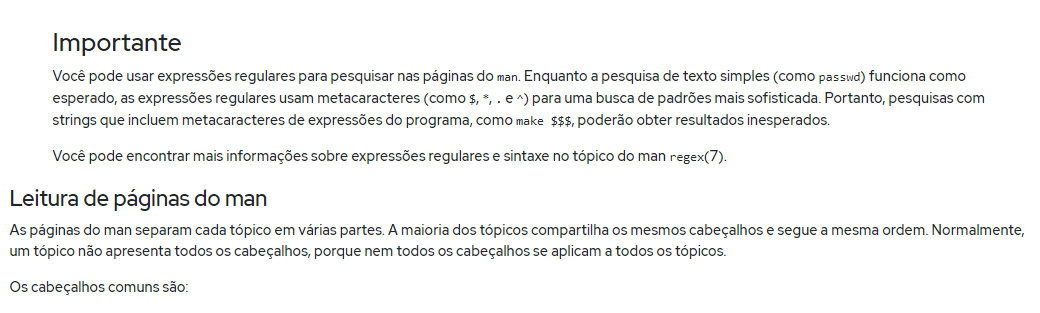 Importante
Você pode usar expressões regulares para pesquisar nas páginas do man. Enquanto a pesquisa de texto simples (como passwd) funciona como
esperado, as expressões regulares usam metacaracteres (como $, *, . e ^) para uma busca de padrões mais sofisticada. Portanto, pesquisas com
strings que incluem metacaracteres de expressões do programa, como make $$$, poderão obter resultados inesperados.
Você pode encontrar mais informações sobre expressões regulares e sintaxe no tópico do man regex(7).
Leitura de páginas do man
As páginas do man separam cada tópico em várias partes. A maioria dos tópicos compartilha os mesmos cabeçalhos e segue a mesma ordem. Normalmente,
um tópico não apresenta todos os cabeçalhos, porque nem todos os cabeçalhos se aplicam a todos os tópicos.
Os cabeçalhos comuns são: